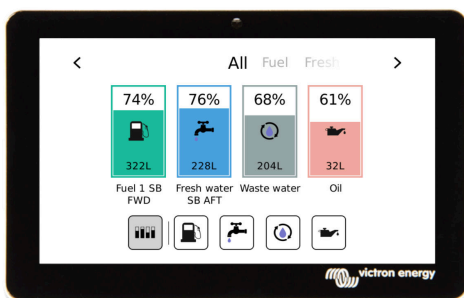 All Fuel Fresh
74% 76% 68% 61%
322L 228L 204L 32L
Fuel 1 SB Fresh water Waste water Oil
FWD SB AFT
victron energy